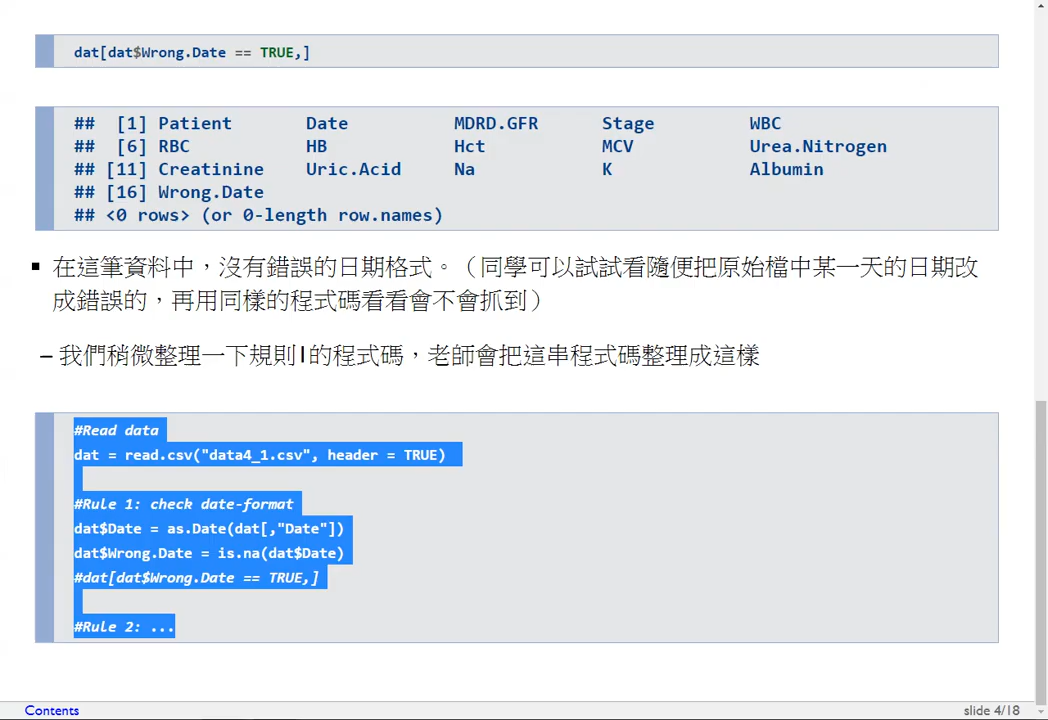 dat[dat$Wrong.Date == TRUE,]
##  [1] Patient       Date          MDRD.GFR      Stage         WBC
##  [6] RBC           HB            Hct           MCV           Urea.Nitrogen
## [11] Creatinine    Uric.Acid     Na            K             Albumin
## [16] Wrong.Date
## <0 rows> (or 0-length row.names)
▪ 在這筆資料中，沒有錯誤的日期格式。（同學可以試試看隨便把原始檔中某一天的日期改
成錯誤的，再用同樣的程式碼看看會不會抓到）
– 我們稍微整理一下規則1的程式碼，老師會把這串程式碼整理成這樣
#Read data
dat = read.csv("data4_1.csv", header = TRUE)
#Rule 1: check date-format
dat$Date = as.Date(dat[,"Date"])
dat$Wrong.Date = is.na(dat$Date)
#dat[dat$Wrong.Date == TRUE,]
#Rule 2: ...
Contents
slide 4/18